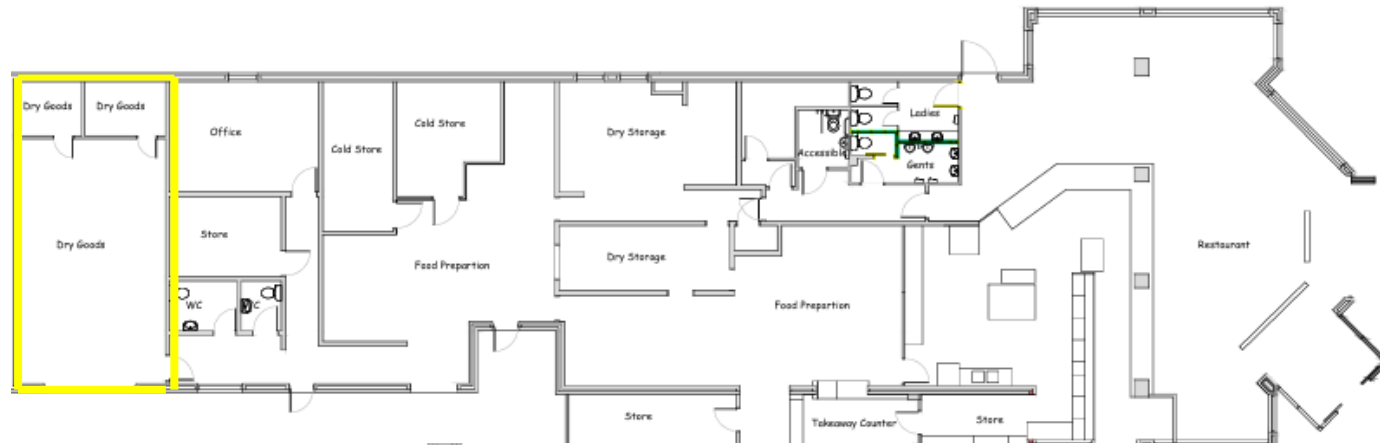 Dry Goods
Dry Goods
Office
Cold Store
Cold Store
Dry Storage
Ladies
Accessible
Gents
Dry Goods
Store
Food Prepartion
Dry Storage
Restaurant
WC
Food Prepartion
Store
Takeaway Counter
Store